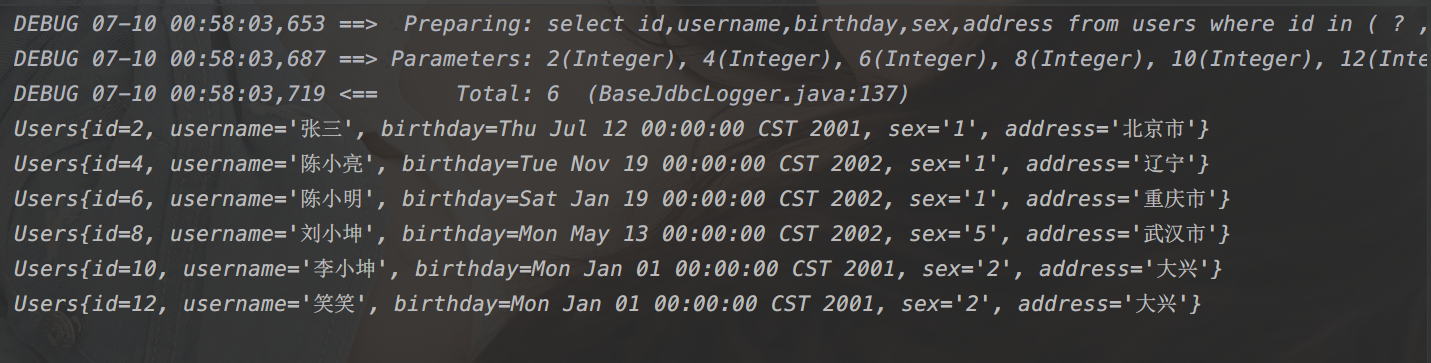 DEBUG 07-10 00:58:03,653 ==>  Preparing: select id,username,birthday,sex,address from users where id in ( ? ,
DEBUG 07-10 00:58:03,687 ==> Parameters: 2(Integer), 4(Integer), 6(Integer), 8(Integer), 10(Integer), 12(Inte
DEBUG 07-10 00:58:03,719 <==      Total: 6  (BaseJdbcLogger.java:137)
Users{id=2, username='张三', birthday=Thu Jul 12 00:00:00 CST 2001, sex='1', address='北京市'}
Users{id=4, username='陈小亮', birthday=Tue Nov 19 00:00:00 CST 2002, sex='1', address='辽宁'}
Users{id=6, username='陈小明', birthday=Sat Jan 19 00:00:00 CST 2002, sex='1', address='重庆市'}
Users{id=8, username='刘小坤', birthday=Mon May 13 00:00:00 CST 2002, sex='5', address='武汉市'}
Users{id=10, username='李小坤', birthday=Mon Jan 01 00:00:00 CST 2001, sex='2', address='大兴'}
Users{id=12, username='笑笑', birthday=Mon Jan 01 00:00:00 CST 2001, sex='2', address='大兴'}